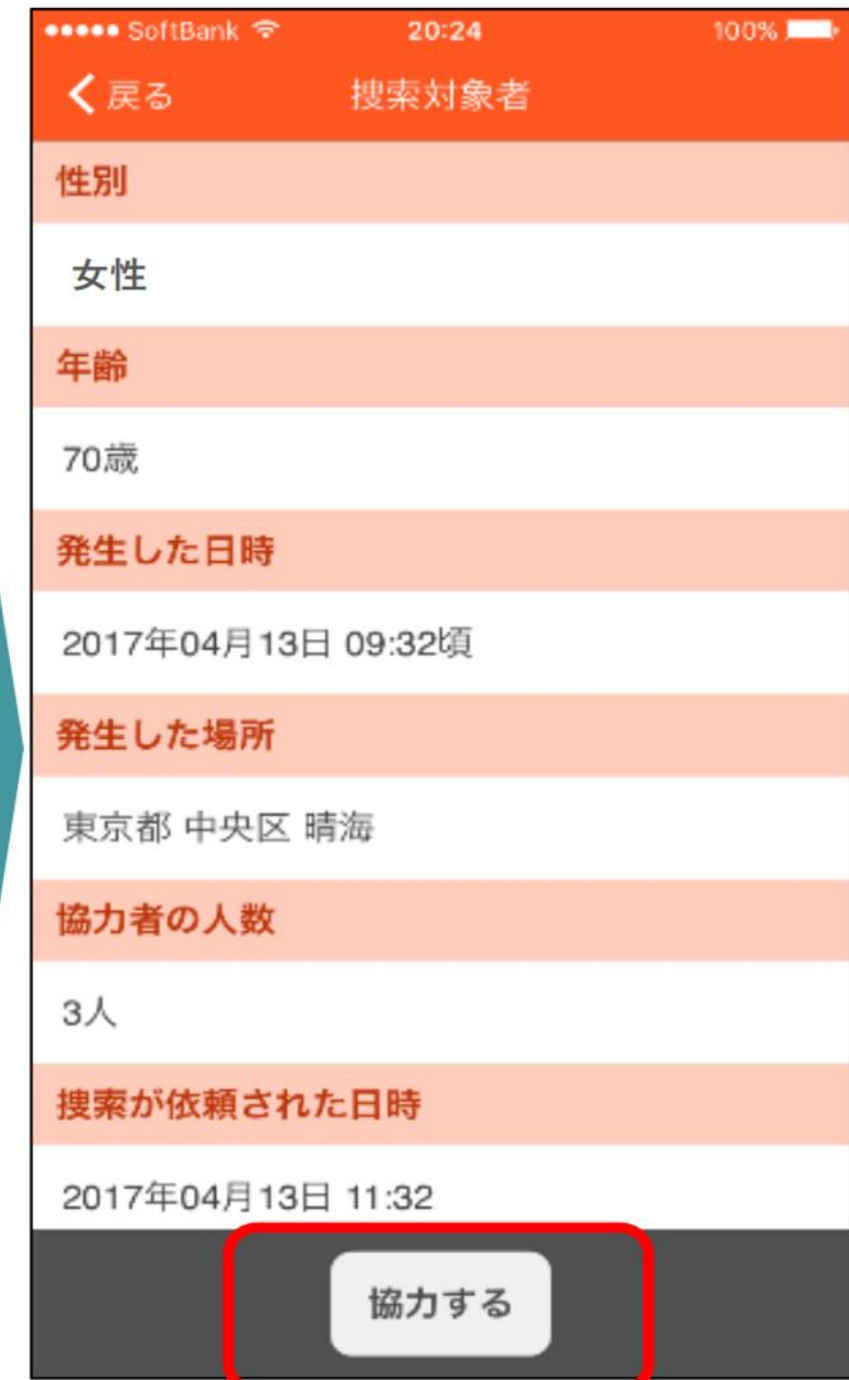 SoftBank 20:24 100%
戻る 捜索対象者
性別
女性
年齢
70歳
発生した日時
2017年04月13日 09:32頃
発生した場所
東京都 中央区 晴海
協力者の人数
3人
捜索が依頼された日時
2017年04月13日 11:32
協力する